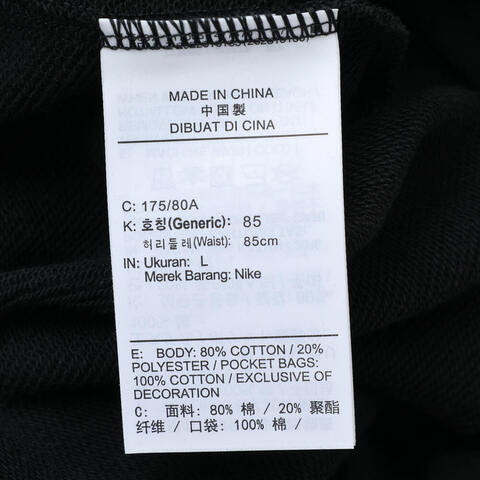 MADE IN CHINA
中国製
DIBUAT DI CINA
C: 175/80A
K: 호칭(Generic): 85
허리둘레(Waist): 85cm
IN: Ukuran: L
Merek Barang: Nike
E: BODY: 80% COTTON / 20%
POLYESTER / POCKET BAGS:
100% COTTON / EXCLUSIVE OF
DECORATION
C: 面料: 80% 棉 / 20% 聚酯
纤维 / 口袋: 100% 棉 /